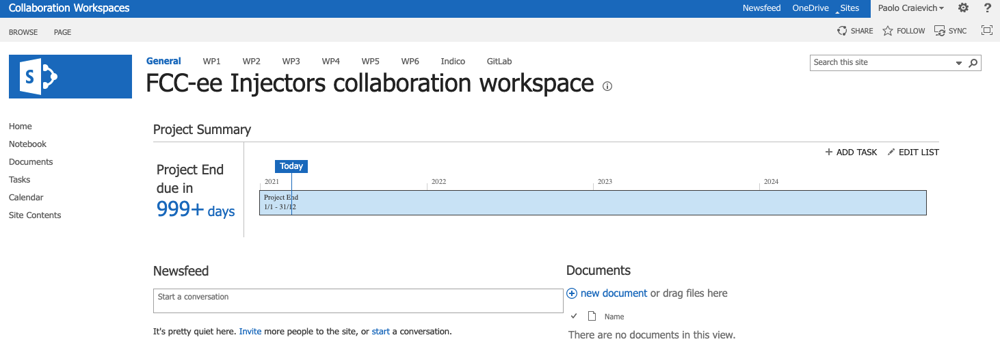 Collaboration Workspaces
Newsfeed OneDrive Sites Paolo Craievich ?
BROWSE PAGE
SHARE FOLLOW SYNC
S
General WP1 WP2 WP3 WP4 WP5 WP6 Indico GitLab
Search this site
FCC-ee Injectors collaboration workspace
Home
Notebook
Documents
Tasks
Calendar
Site Contents
Project Summary
+ ADD TASK EDIT LIST
Project End
due in
999+ days
Today
2021 2022 2023 2024
Project End
1/1 - 31/12
Newsfeed
Start a conversation
It's pretty quiet here. Invite more people to the site, or start a conversation.
Documents
new document or drag files here
Name
There are no documents in this view.